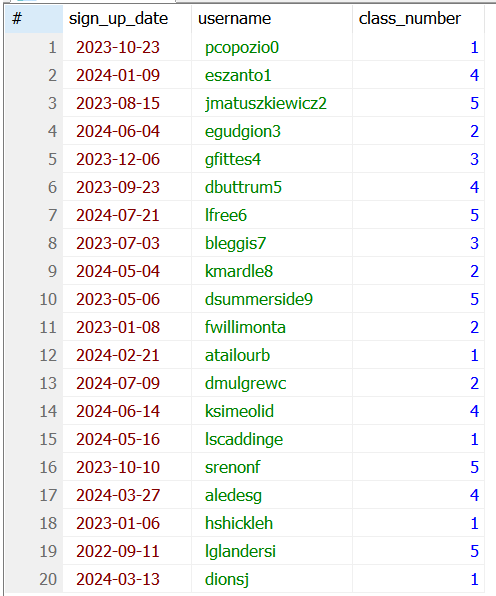 # sign_up_date username class_number
1 2023-10-23 pcopozio0 1
2 2024-01-09 eszanto1 4
3 2023-08-15 jmatuszkiewicz2 5
4 2024-06-04 egudgion3 2
5 2023-12-06 gfittes4 3
6 2023-09-23 dbuttrum5 4
7 2024-07-21 lfree6 5
8 2023-07-03 bleggis7 3
9 2024-05-04 kmardle8 2
10 2023-05-06 dsummerside9 5
11 2023-01-08 fwillimonta 2
12 2024-02-21 atailourb 1
13 2024-07-09 dmulgrewc 2
14 2024-06-14 ksimeolid 4
15 2024-05-16 lscaddinge 1
16 2023-10-10 srenonf 5
17 2024-03-27 aledesg 4
18 2023-01-06 hshickleh 1
19 2022-09-11 lglandersi 5
20 2024-03-13 dionsj 1